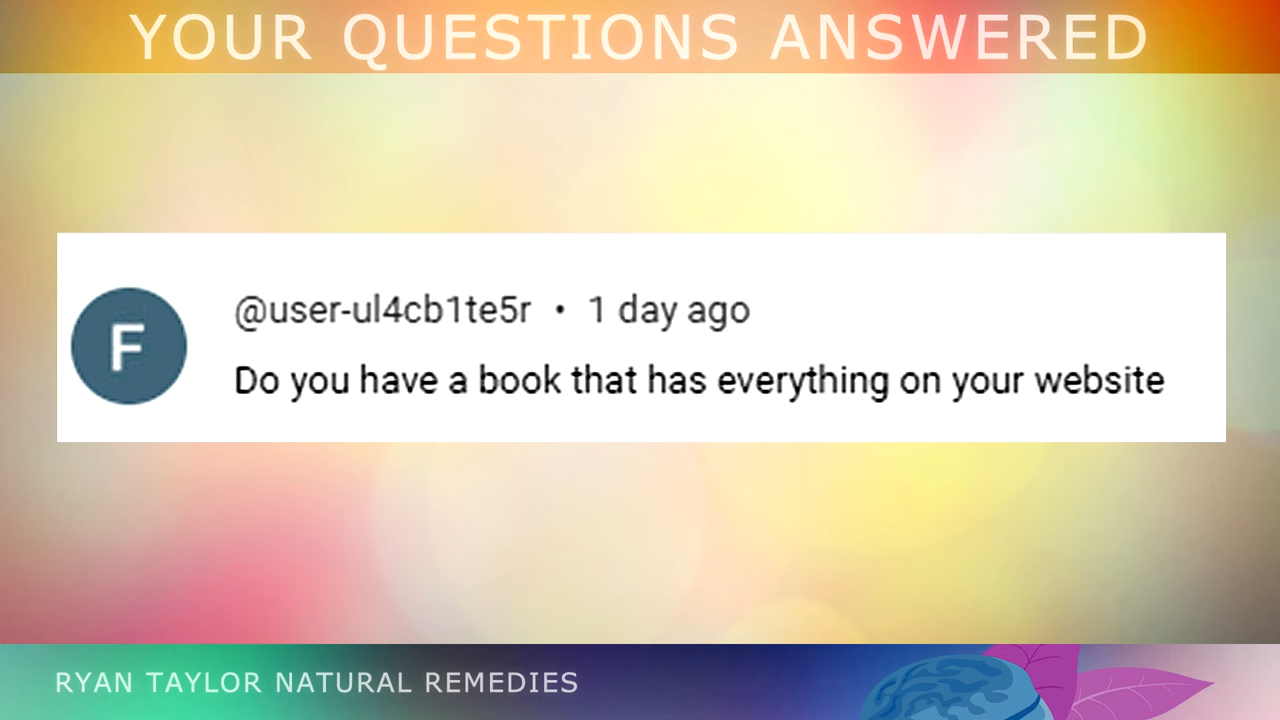 YOUR QUESTIONS ANSWERED
F
@user-ul4cb1te5r • 1 day ago
Do you have a book that has everything on your website
RYAN TAYLOR NATURAL REMEDIES